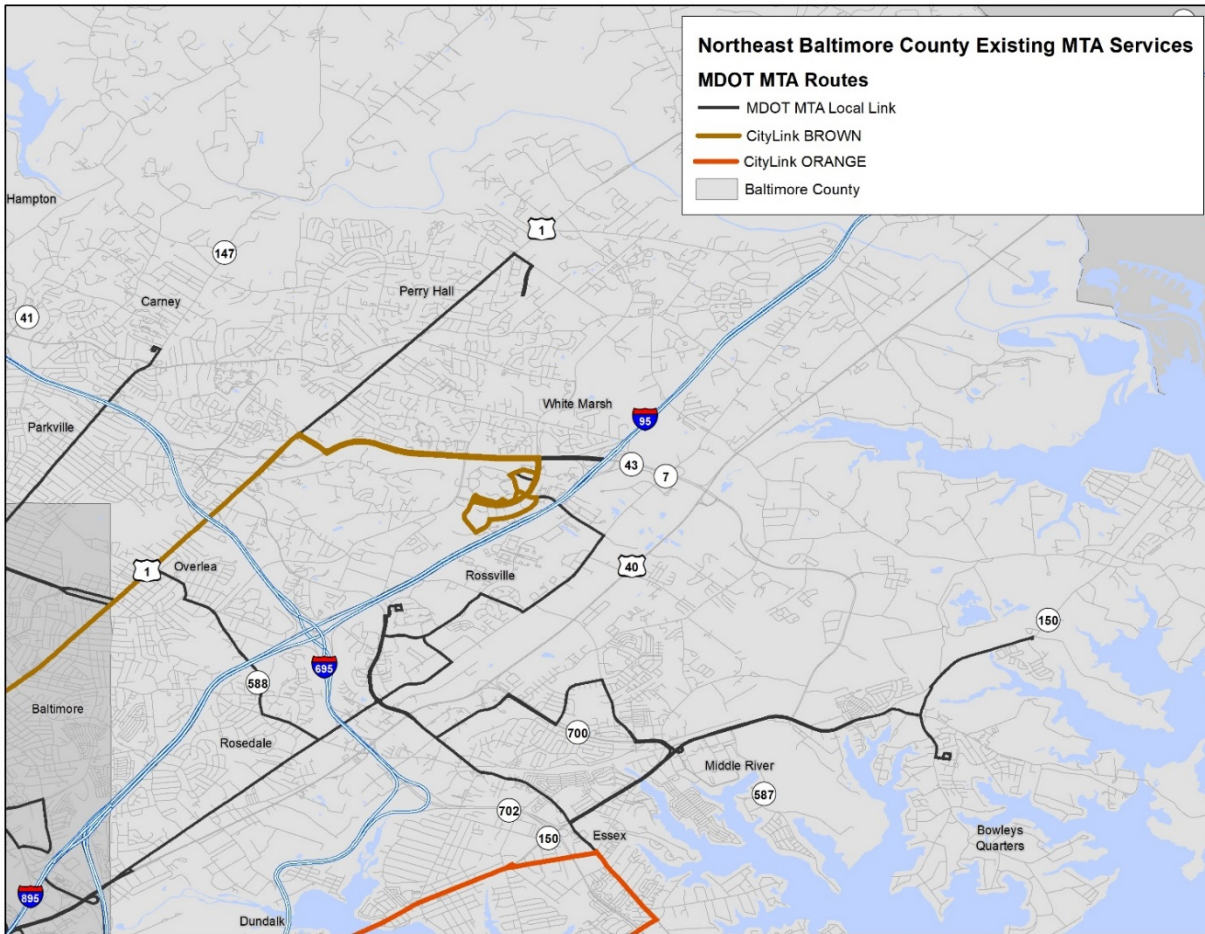 Northeast Baltimore County Existing MTA Services
MDOT MTA Routes
MDOT MTA Local Link
CityLink BROWN
CityLink ORANGE
Baltimore County
Hampton
1
147
Perry Hall
Carney
41
White Marsh
95
Parkville
43
7
1
Overlea
Rossville
40
150
695
588
Baltimore
Rosedale
700
Middle River
587
702
150
Essex
Bowleys
Quarters
895
Dundalk